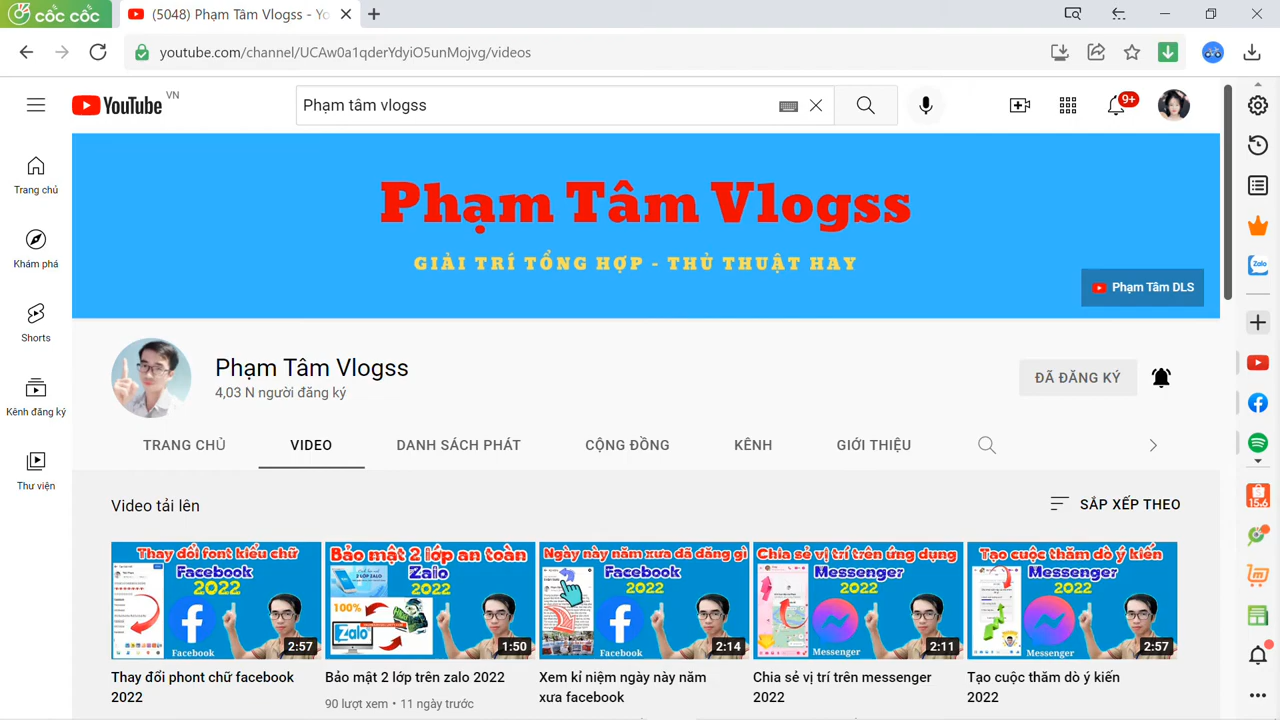 cốc cốc
(5048) Phạm Tâm Vlogss - Yo
youtube.com/channel/UCAw0a1qderYdyiO5unMojvg/videos
YouTube VN
Phạm tâm vlogss
9+
Trang chủ
Khám phá
Shorts
Kênh đăng ký
Thư viện
Phạm Tâm Vlogss
GIẢI TRÍ TỔNG HỢP - THỦ THUẬT HAY
Phạm Tâm DLS
Phạm Tâm Vlogss
4,03 N người đăng ký
ĐÃ ĐĂNG KÝ
TRANG CHỦ VIDEO DANH SÁCH PHÁT CỘNG ĐỒNG KÊNH GIỚI THIỆU
Video tải lên
SẮP XẾP THEO
Thay đổi font kiểu chữ
Facebook
2022
Facebook
2:57
Thay đổi phont chữ facebook
2022
Bảo mật 2 lớp an toàn
Zalo
2022
100%
Zalo
1:50
Bảo mật 2 lớp trên zalo 2022
90 lượt xem • 11 ngày trước
Ngày này năm xưa đã đăng gì
Facebook
2022
Facebook
2:14
Xem kỉ niệm ngày này năm
xưa facebook
Chia sẻ vị trí trên ứng dụng
Messenger
2022
Messenger
2:11
Chia sẻ vị trí trên messenger
2022
Tạo cuộc thăm dò ý kiến
Messenger
2022
Messenger
2:57
Tạo cuộc thăm dò ý kiến
2022
Zalo
15.6